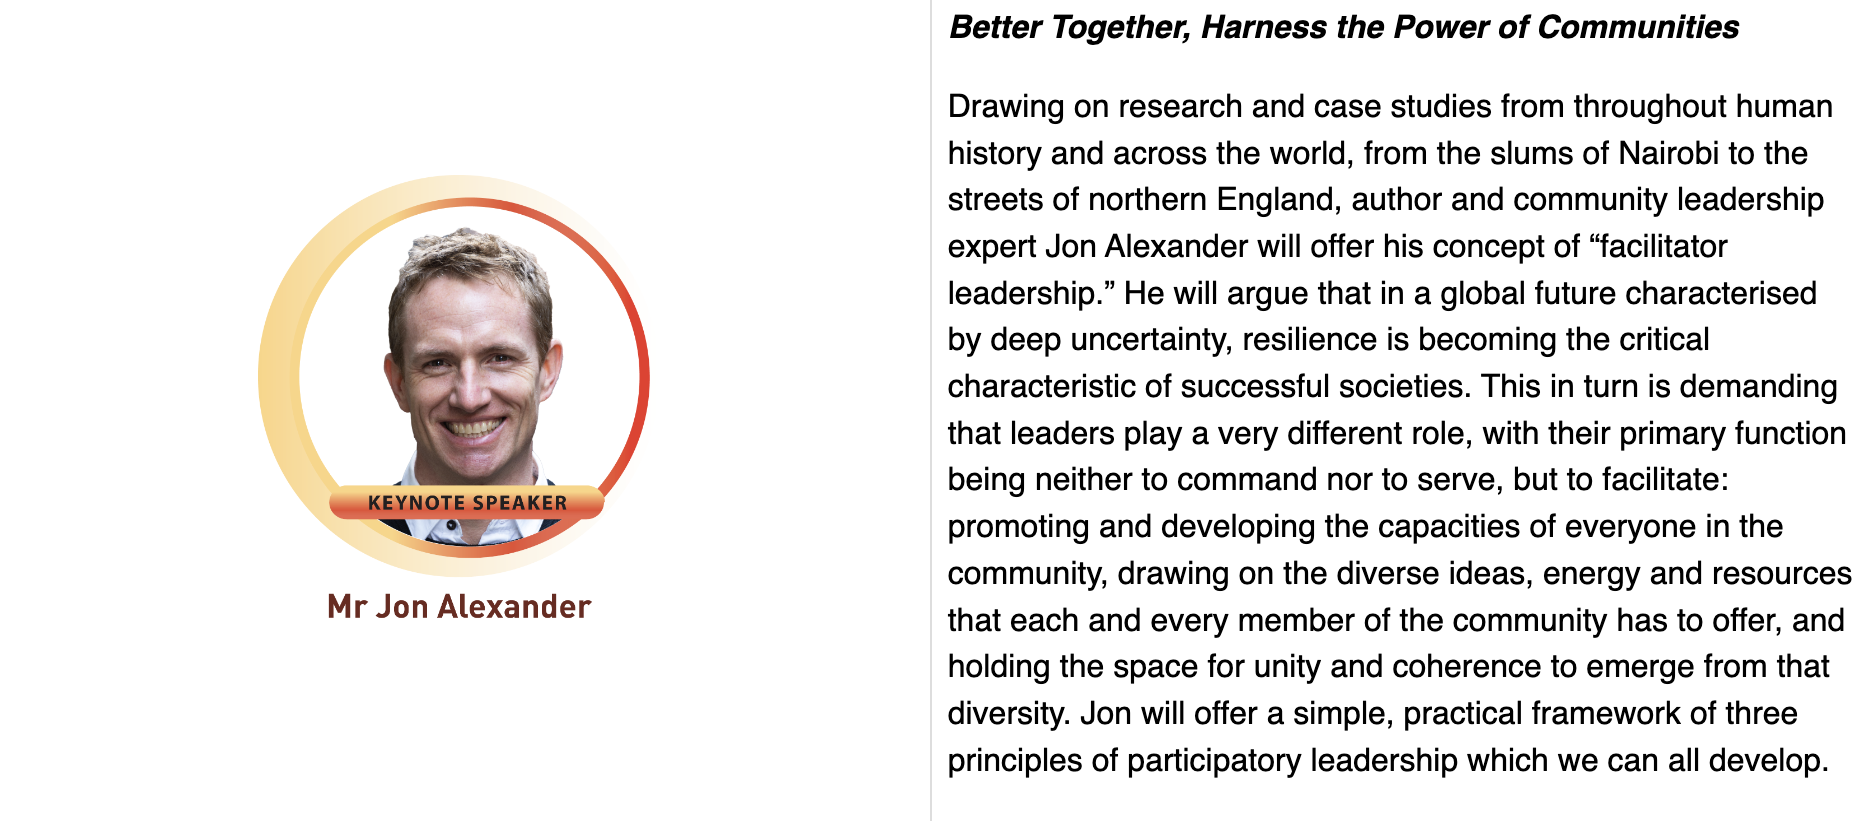 KEYNOTE SPEAKER
Mr Jon Alexander
Better Together, Harness the Power of Communities
Drawing on research and case studies from throughout human
history and across the world, from the slums of Nairobi to the
streets of northern England, author and community leadership
expert Jon Alexander will offer his concept of “facilitator
leadership.” He will argue that in a global future characterised
by deep uncertainty, resilience is becoming the critical
characteristic of successful societies. This in turn is demanding
that leaders play a very different role, with their primary function
being neither to command nor to serve, but to facilitate:
promoting and developing the capacities of everyone in the
community, drawing on the diverse ideas, energy and resources
that each and every member of the community has to offer, and
holding the space for unity and coherence to emerge from that
diversity. Jon will offer a simple, practical framework of three
principles of participatory leadership which we can all develop.